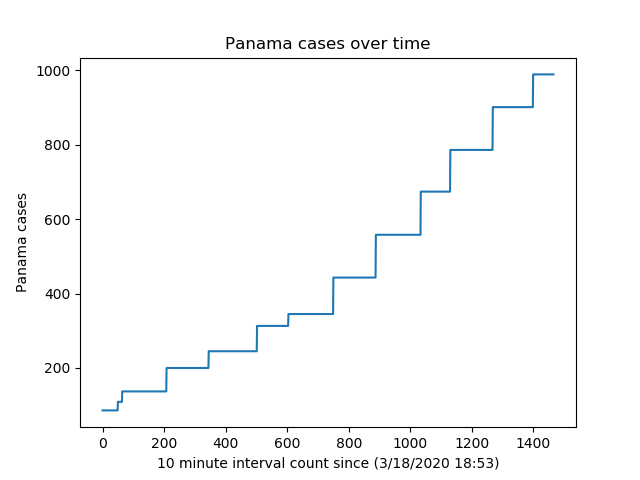 Panama cases over time
1000
800
600
400
200
Panama cases
0 200 400 600 800 1000 1200 1400
10 minute interval count since (3/18/2020 18:53)